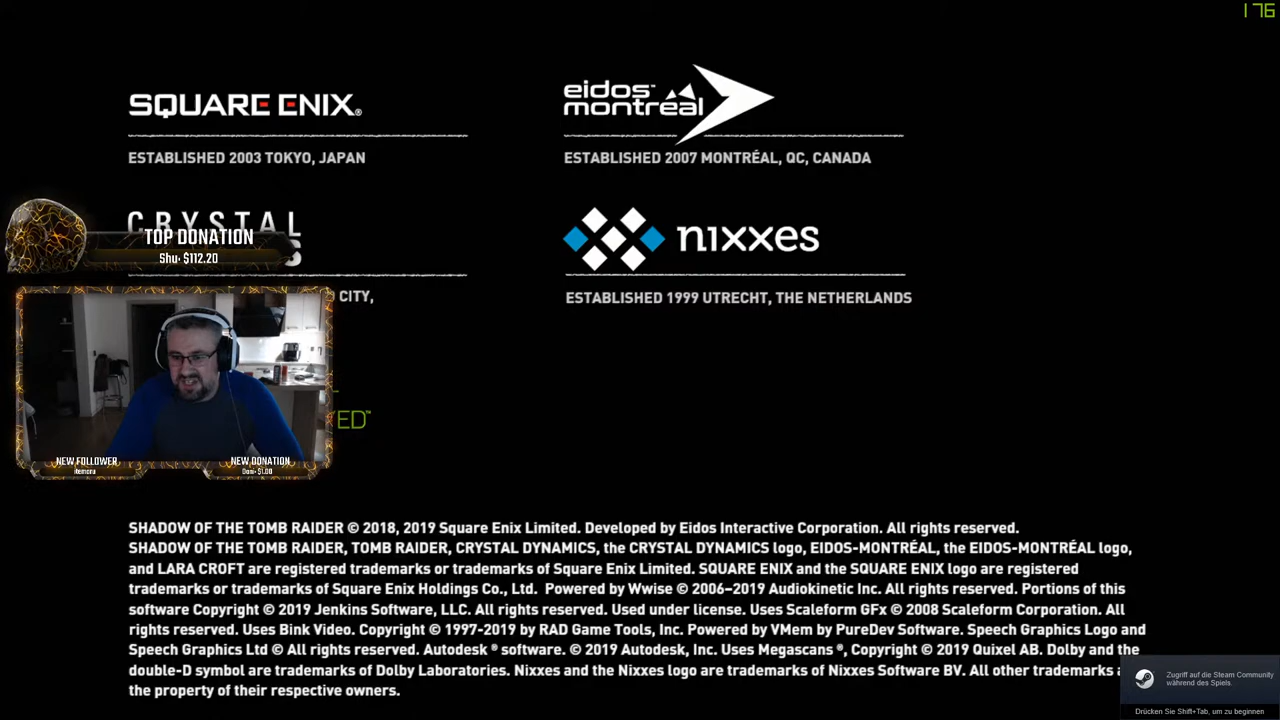 176
SQUARE ENIX®
eidos™
montréal
ESTABLISHED 2003 TOKYO, JAPAN
ESTABLISHED 2007 MONTRÉAL, QC, CANADA
CRYSTAL
S
nixxes
TOP DONATION
Shu: $112.20
CITY,
ESTABLISHED 1999 UTRECHT, THE NETHERLANDS
YED™
NEW FOLLOWER
NEW DONATION
SHADOW OF THE TOMB RAIDER © 2018, 2019 Square Enix Limited. Developed by Eidos Interactive Corporation. All rights reserved.
SHADOW OF THE TOMB RAIDER, TOMB RAIDER, CRYSTAL DYNAMICS, the CRYSTAL DYNAMICS logo, EIDOS-MONTRÉAL, the EIDOS-MONTRÉAL logo,
and LARA CROFT are registered trademarks or trademarks of Square Enix Limited. SQUARE ENIX and the SQUARE ENIX logo are registered
trademarks or trademarks of Square Enix Holdings Co., Ltd. Powered by Wwise © 2006–2019 Audiokinetic Inc. All rights reserved. Portions of this
software Copyright © 2019 Jenkins Software, LLC. All rights reserved. Used under license. Uses Scaleform GFx © 2008 Scaleform Corporation. All
rights reserved. Uses Bink Video. Copyright © 1997-2019 by RAD Game Tools, Inc. Powered by VMem by PureDev Software. Speech Graphics Logo and
Speech Graphics Ltd © All rights reserved. Autodesk ® software. © 2019 Autodesk, Inc. Uses Megascans ®, Copyright © 2019 Quixel AB. Dolby and the
double-D symbol are trademarks of Dolby Laboratories. Nixxes and the Nixxes logo are trademarks of Nixxes Software BV. All other trademarks
the property of their respective owners.
Zugriff auf die Steam Community
während des Spiels.
Drücken Sie Shift+Tab, um zu beginnen